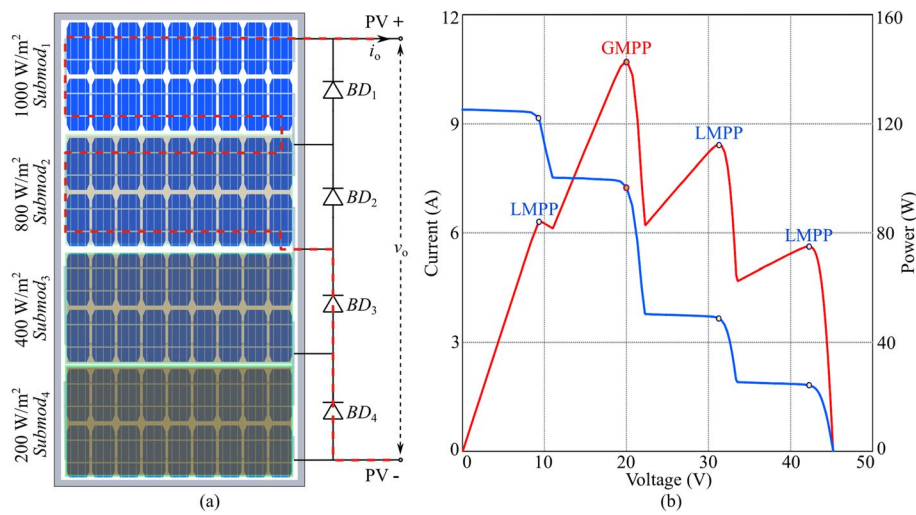 1000 W/m²
Submod₁
800 W/m²
Submod₂
400 W/m²
Submod₃
200 W/m²
Submod₄
PV +
iₒ
BD₁
BD₂
vₒ
BD₃
BD₄
PV -
(a)
12
9
6
3
0
Current (A)
160
120
80
40
0
Power (W)
GMPP
LMPP
LMPP
LMPP
0
10
20
30
40
50
Voltage (V)
(b)